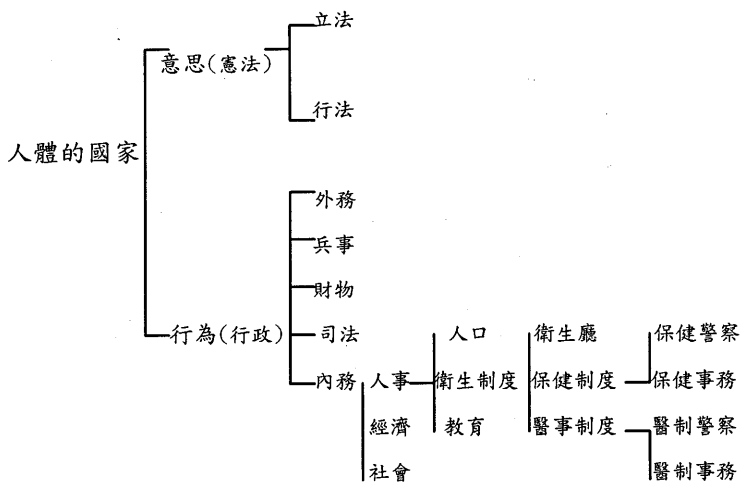 立法
意思(憲法)
行法
人體的國家
外務
兵事
財物
行為(行政) 司法 人口 衛生廳 保健警察
內務 人事 衛生制度 保健制度 保健事務
經濟 教育 醫事制度 醫制警察
社會 醫制事務